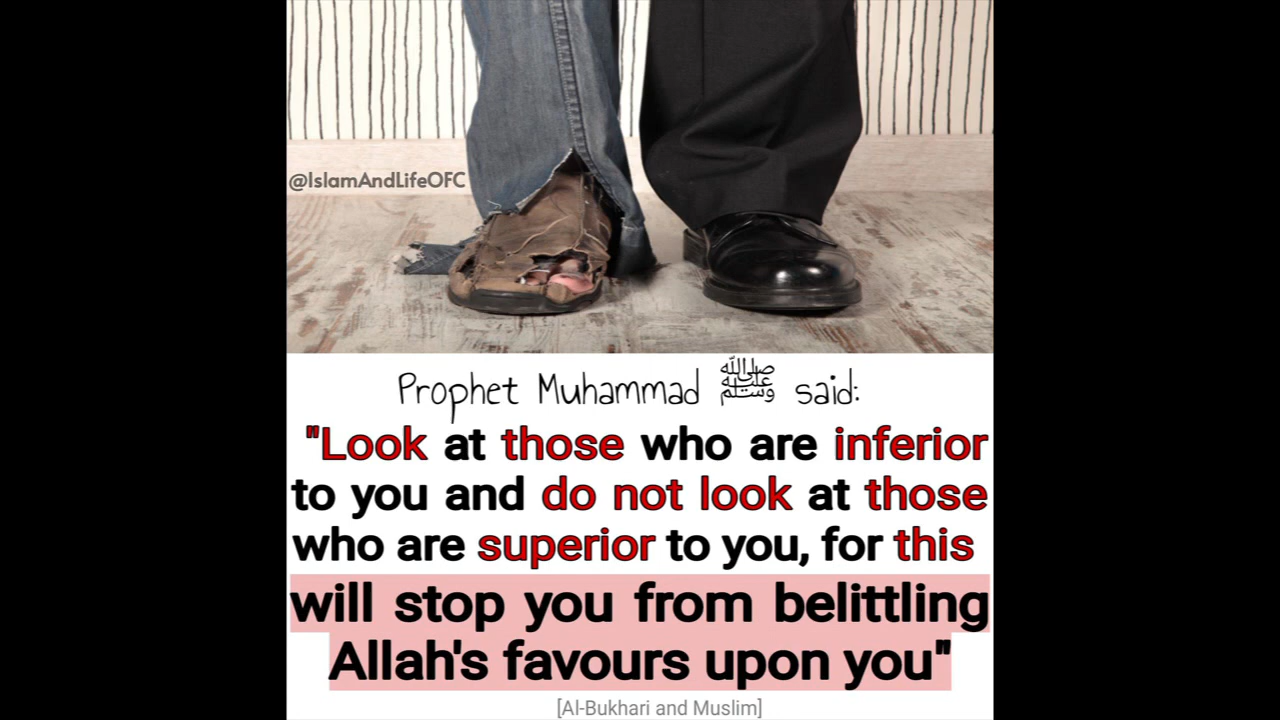 @IslamAndLifeOFC
Prophet Muhammad ﷺ said:
"Look at those who are inferior
to you and do not look at those
who are superior to you, for this
will stop you from belittling
Allah's favours upon you"
[Al-Bukhari and Muslim]